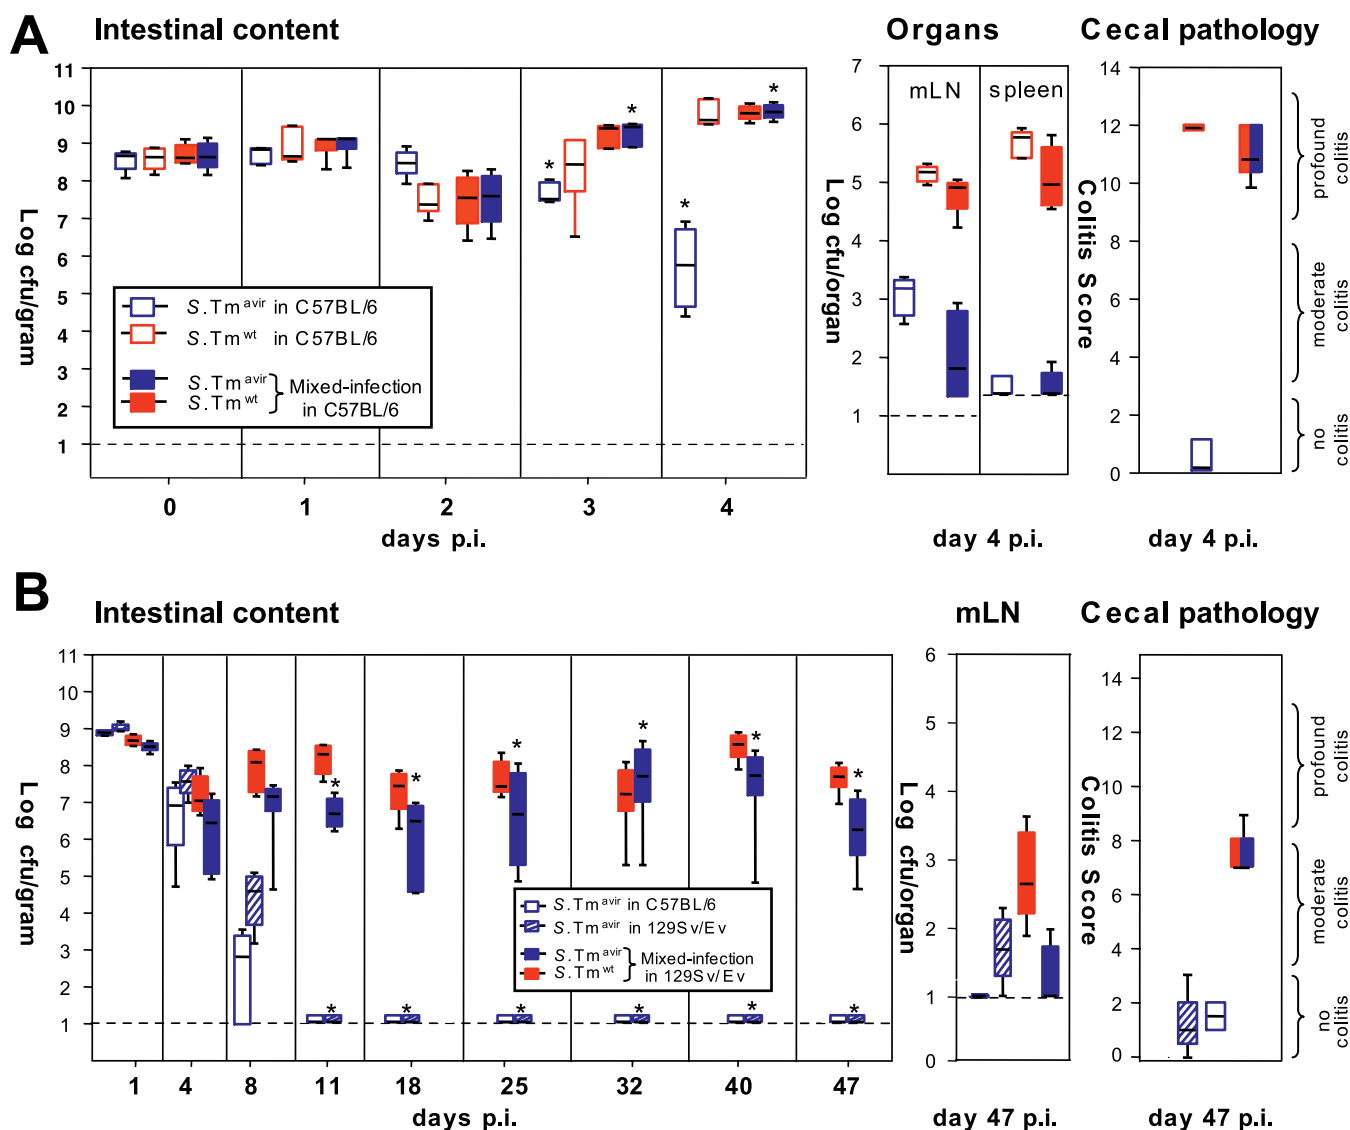 A
Intestinal content
Organs
Cecal pathology
Log cfu/gram
11
10
9
8
7
6
5
4
3
2
1
S.Tm avir in C57BL/6
S.Tm wt in C57BL/6
S.Tm avir
S.Tm wt
Mixed-infection
in C57BL/6
* * * *
0 1 2 3 4
days p.i.
Log cfu/organ
7
6
5
4
3
2
1
mLN spleen
day 4 p.i.
Colitis Score
14
12
10
8
6
4
2
0
profound
colitis
moderate
colitis
no
colitis
day 4 p.i.
B
Intestinal content
mLN
Cecal pathology
Log cfu/gram
11
10
9
8
7
6
5
4
3
2
1
* * * * * *
S.Tm avir in C57BL/6
S.Tm avir in 129Sv/Ev
S.Tm avir
S.Tm wt
Mixed-infection
in 129Sv/Ev
* * * * * *
1 4 8 11 18 25 32 40 47
days p.i.
Log cfu/organ
6
5
4
3
2
1
0
day 47 p.i.
Colitis Score
14
12
10
8
6
4
2
0
profound
colitis
moderate
colitis
no
colitis
day 47 p.i.